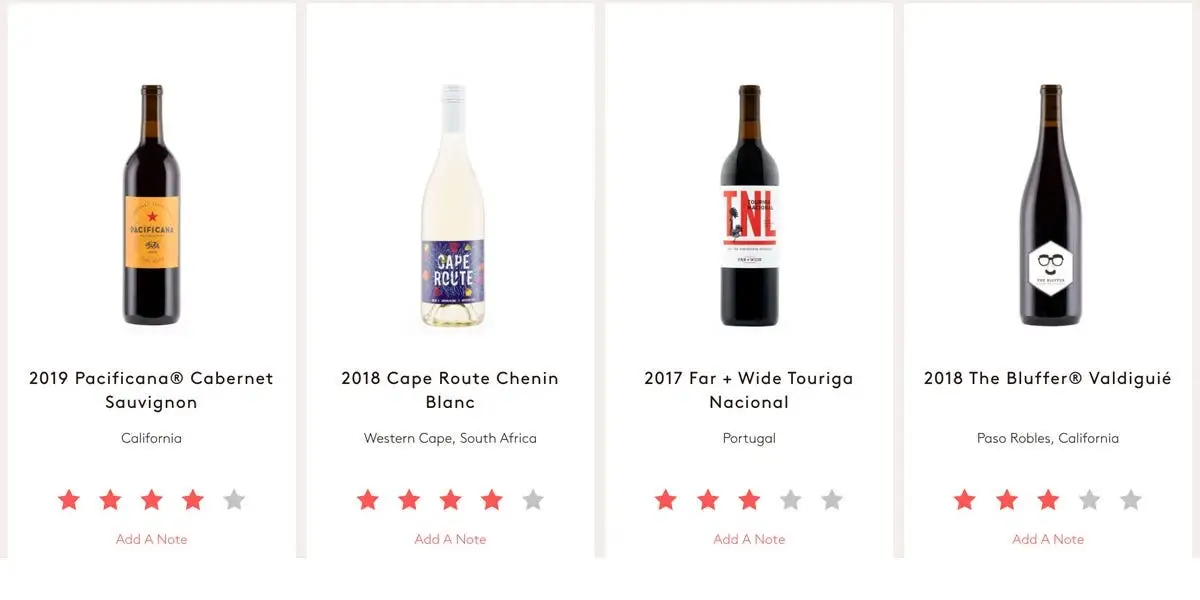 PACIFICANA
CAPE
ROUTE
TNL
TOURIGA
NACIONAL
FAR + WIDE
THE BLUFFER
2019 Pacificana® Cabernet
Sauvignon
California
Add A Note
2018 Cape Route Chenin
Blanc
Western Cape, South Africa
Add A Note
2017 Far + Wide Touriga
Nacional
Portugal
Add A Note
2018 The Bluffer® Valdiguié
Paso Robles, California
Add A Note